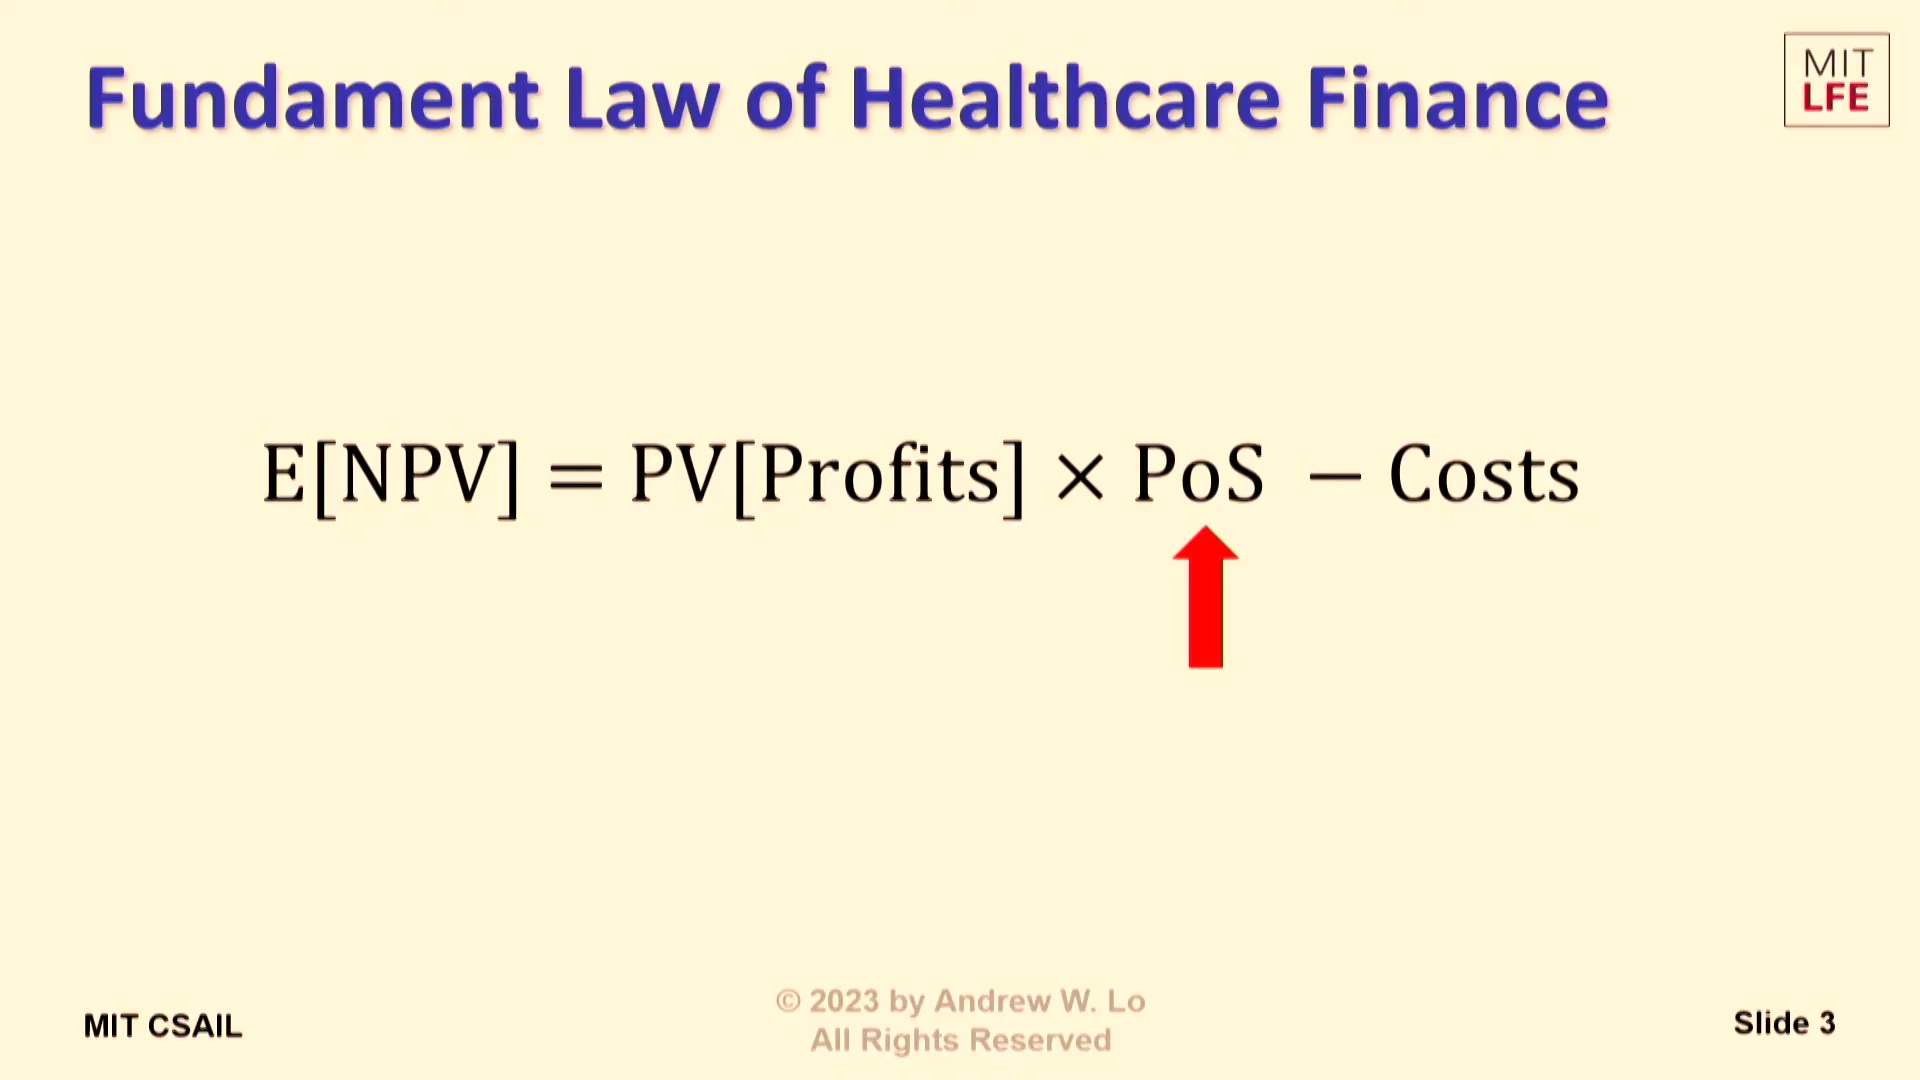 Fundament Law of Healthcare Finance
MIT
LFE
E[NPV] = PV[Profits] × PoS − Costs
© 2023 by Andrew W. Lo
All Rights Reserved
MIT CSAIL
Slide 3